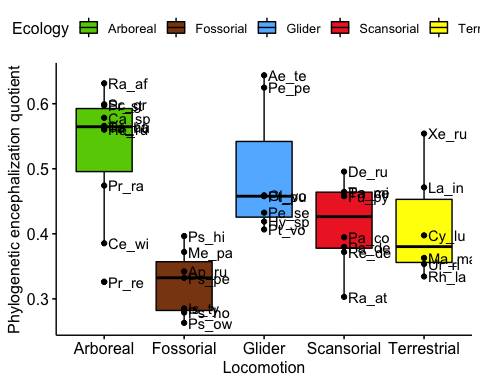 Ecology Arboreal Fossorial Glider Scansorial Terr
Phylogenetic encephalization quotient
0.6
0.5
0.4
0.3
Ra_af
Ca_sp
Pr_ra
Ce_wi
Pr_re
Ps_hi
Me_pa
Ap_ru
Ps_pe
Ps_ho
Ps_ow
Ae_te
Pe_pe
Pe_se
Hy_sp
Pt_vo
De_ru
Fu_py
Pa_co
Re_de
Ra_at
Xe_ru
La_in
Cy_lu
Ma_ma
Rh_la
Arboreal Fossorial Glider Scansorial Terrestrial
Locomotion